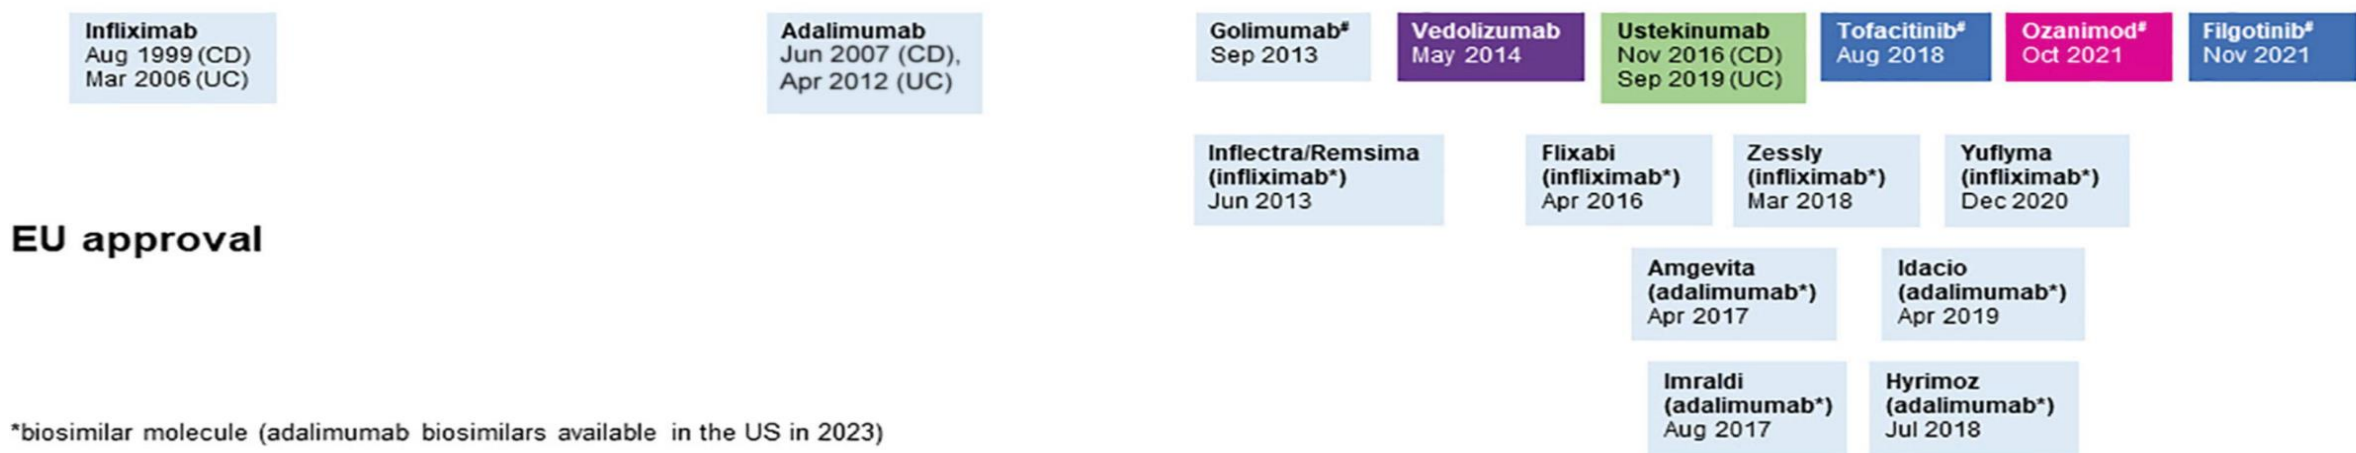 Infliximab
Aug 1999 (CD)
Mar 2006 (UC)
Adalimumab
Jun 2007 (CD),
Apr 2012 (UC)
Golimumab#
Sep 2013
Vedolizumab
May 2014
Ustekinumab
Nov 2016 (CD)
Sep 2019 (UC)
Tofacitinib#
Aug 2018
Ozanimod#
Oct 2021
Filgotinib#
Nov 2021
Inflectra/Remsima
(infliximab*)
Jun 2013
Flixabi
(infliximab*)
Apr 2016
Zessly
(infliximab*)
Mar 2018
Yuflyma
(infliximab*)
Dec 2020
EU approval
Amgevita
(adalimumab*)
Apr 2017
Idacio
(adalimumab*)
Apr 2019
Imraldi
(adalimumab*)
Aug 2017
Hyrimoz
(adalimumab*)
Jul 2018
*biosimilar molecule (adalimumab biosimilars available in the US in 2023)